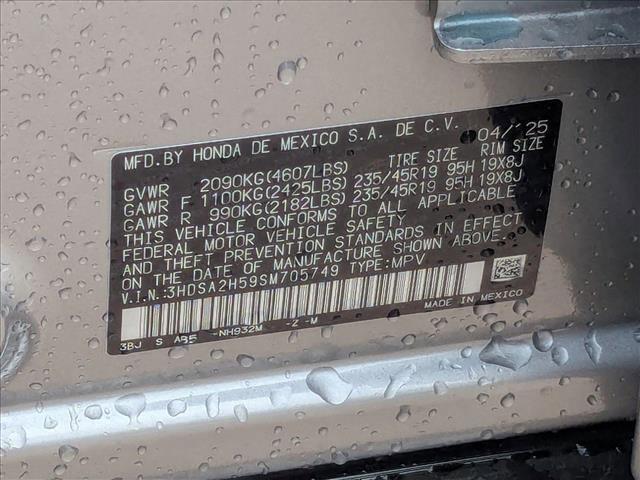 MFD.BY HONDA DE MEXICO S.A. DE C.V. 04/'25
TIRE SIZE RIM SIZE
GVWR 2090KG(4607LBS)
GAWR F 1100KG(2425LBS) 235/45R19 95H 19X8J
GAWR R 990KG(2182LBS) 235/45R19 95H 19X8J
THIS VEHICLE CONFORMS TO ALL APPLICABLE
FEDERAL MOTOR VEHICLE SAFETY AND
THEFT PREVENTION STANDARDS IN EFFECT
ON THE DATE OF MANUFACTURE SHOWN ABOVE.
V.I.N.:3HDSA2H59SM705749 TYPE:MPV
MADE IN MEXICO
3BJ S AB5 -NH932M -Z-M